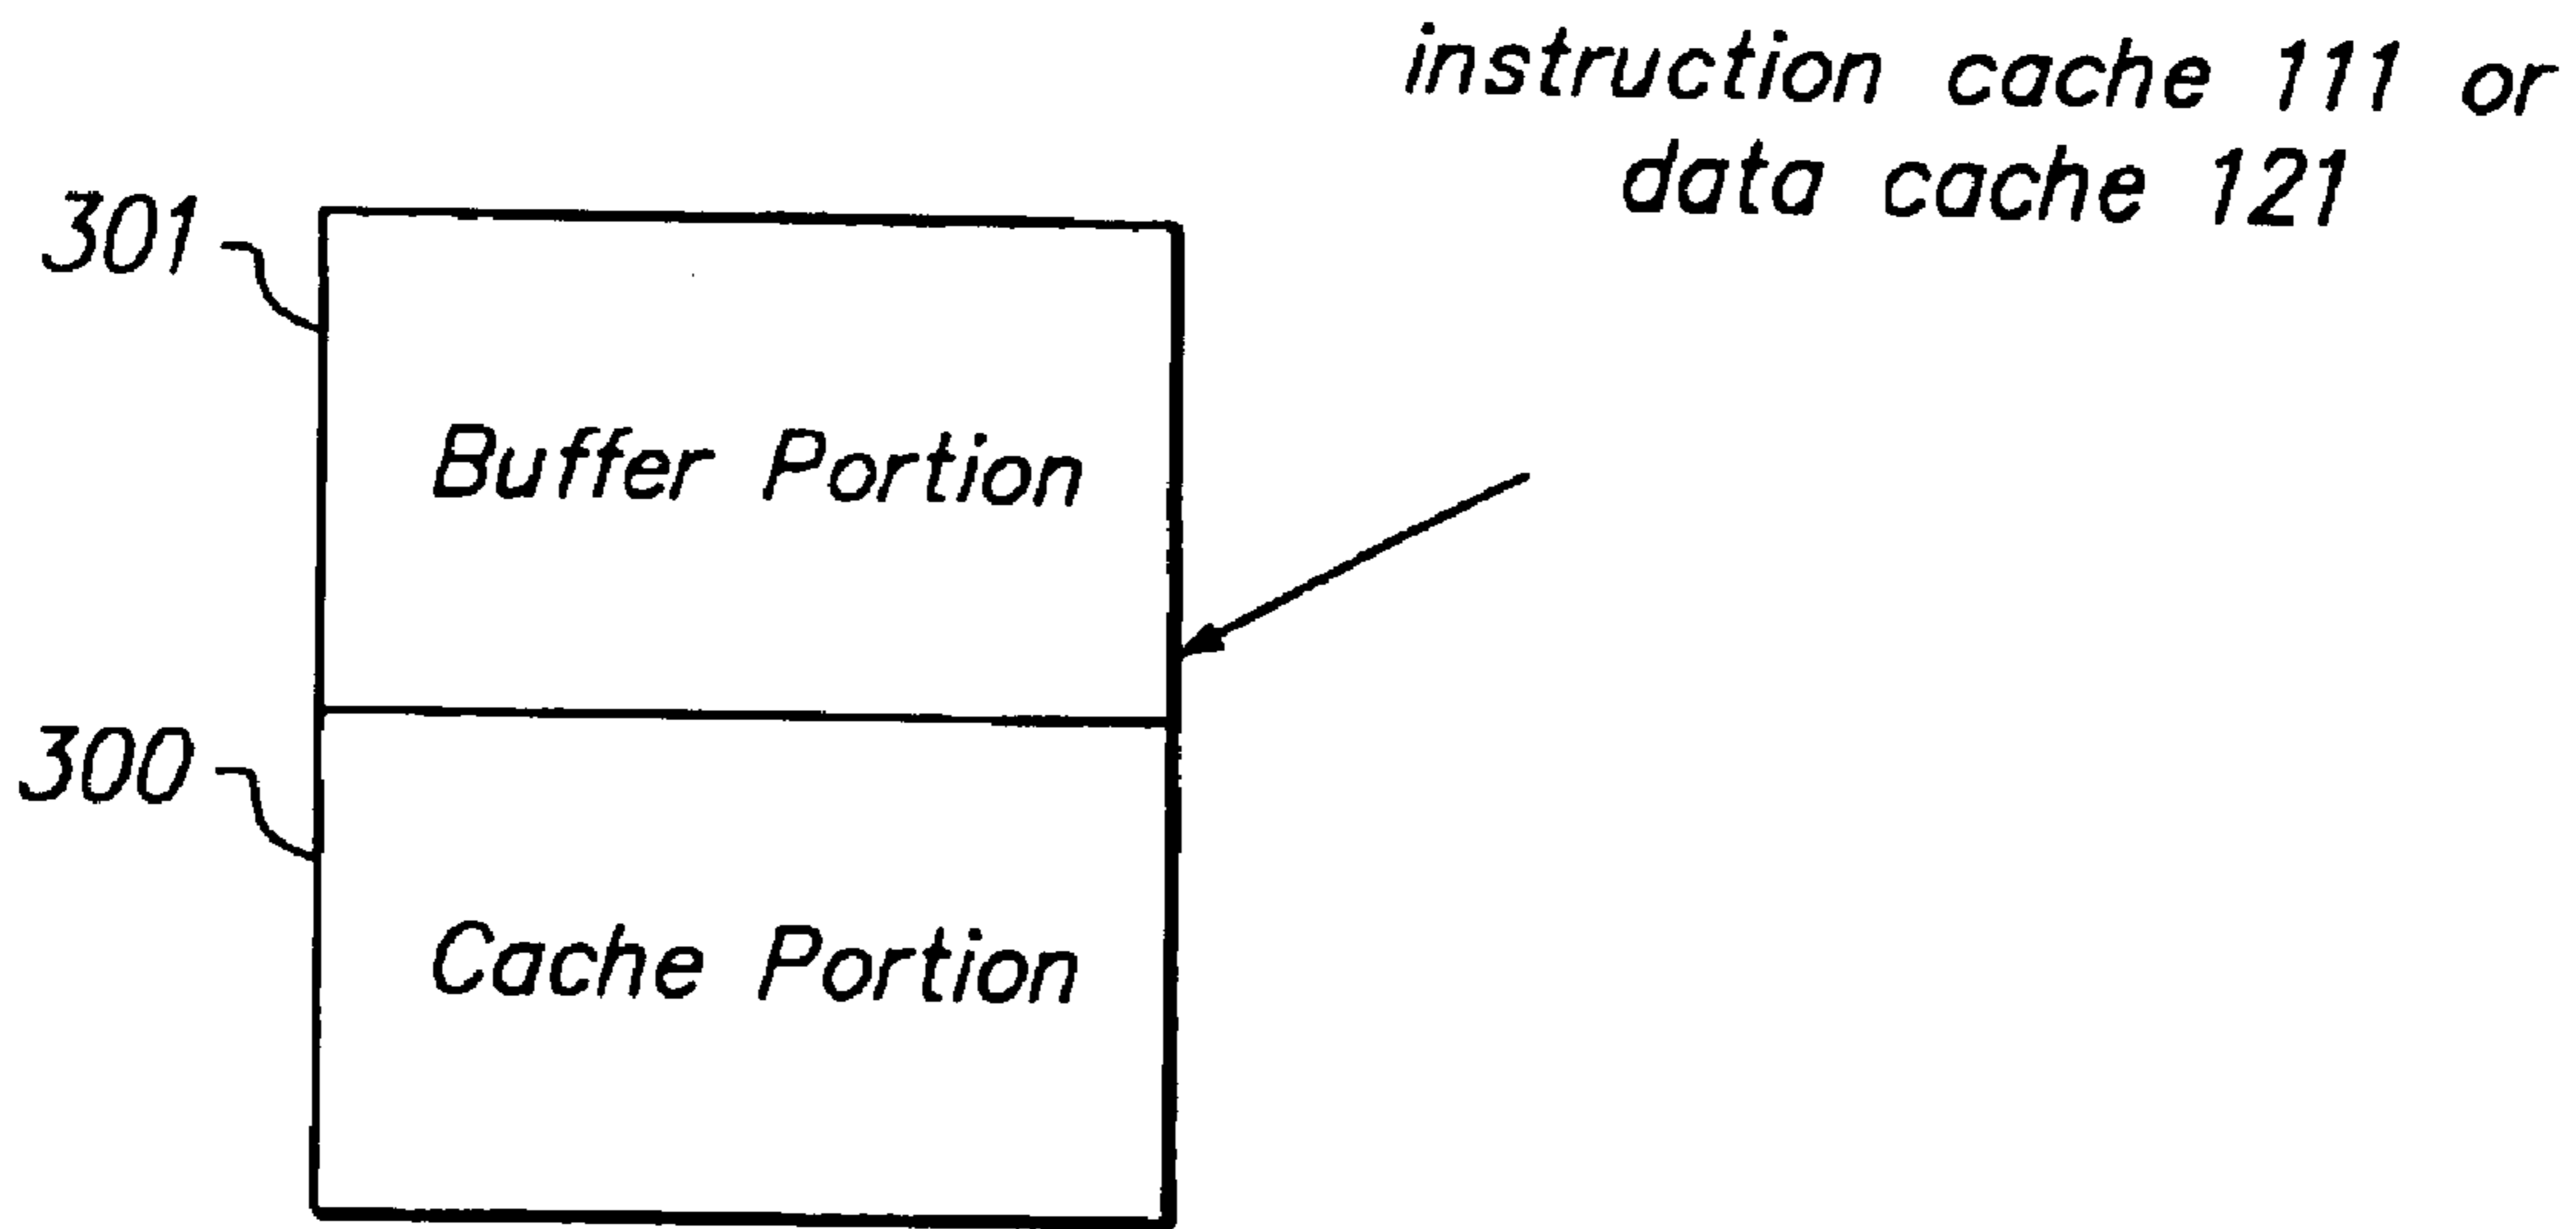 instruction cache 111 or
data cache 121
301
Buffer Portion
300
Cache Portion